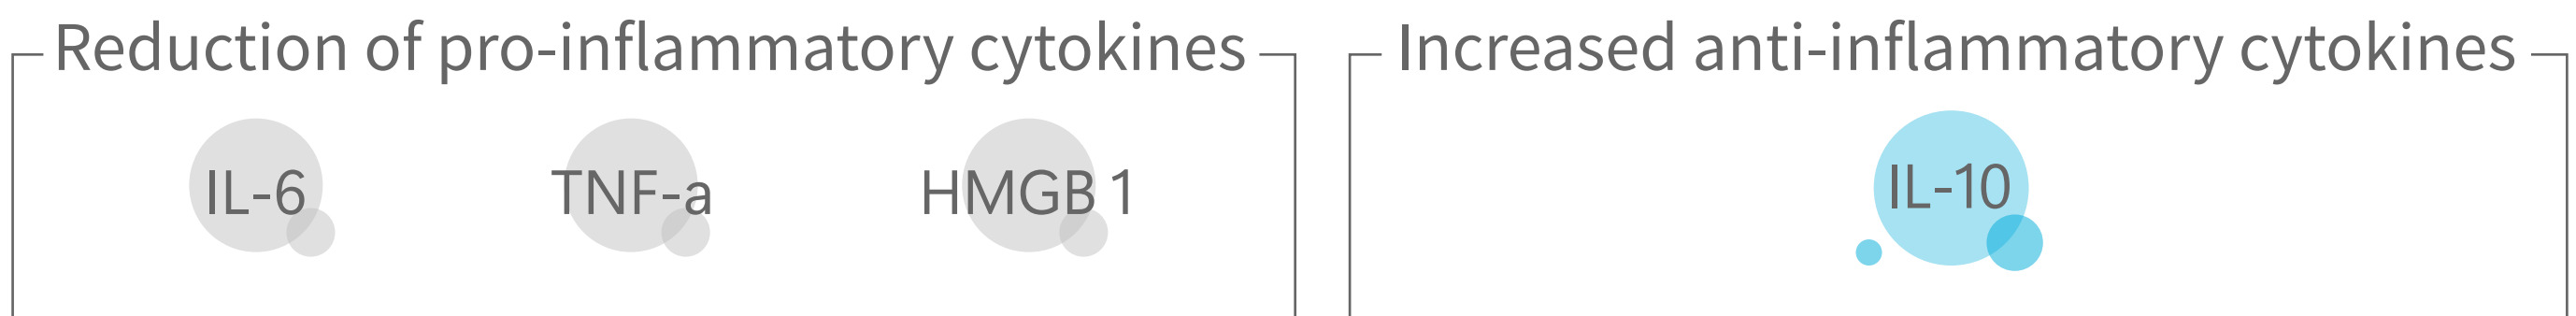 Reduction of pro-inflammatory cytokines
IL-6
TNF-a
HMGB 1
Increased anti-inflammatory cytokines
IL-10